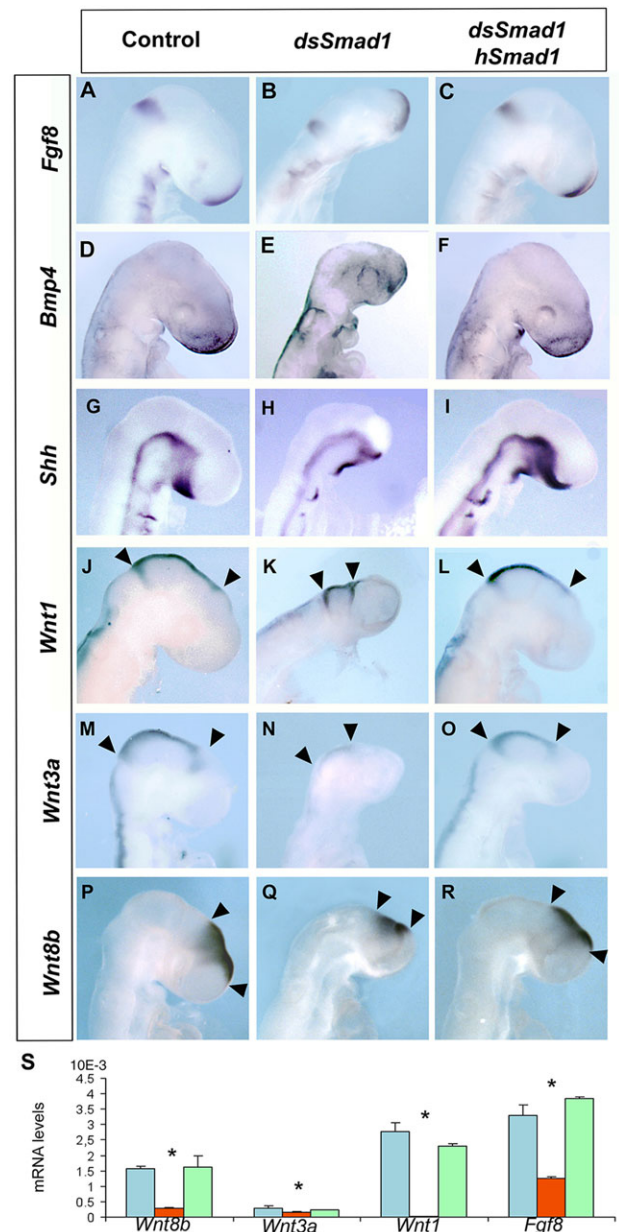 Control
dsSmad1
dsSmad1
hSmad1
Fgf8
A
B
C
Bmp4
D
E
F
Shh
G
H
I
Wnt1
J
K
L
Wnt3a
M
N
O
Wnt8b
P
Q
R
S
10E-3
mRNA levels
4.5
4
3.5
3
2,5
2
1.5
1
0.5
0
*
*
*
*
Wnt8b
Wnt3a
Wnt1
Fgf8